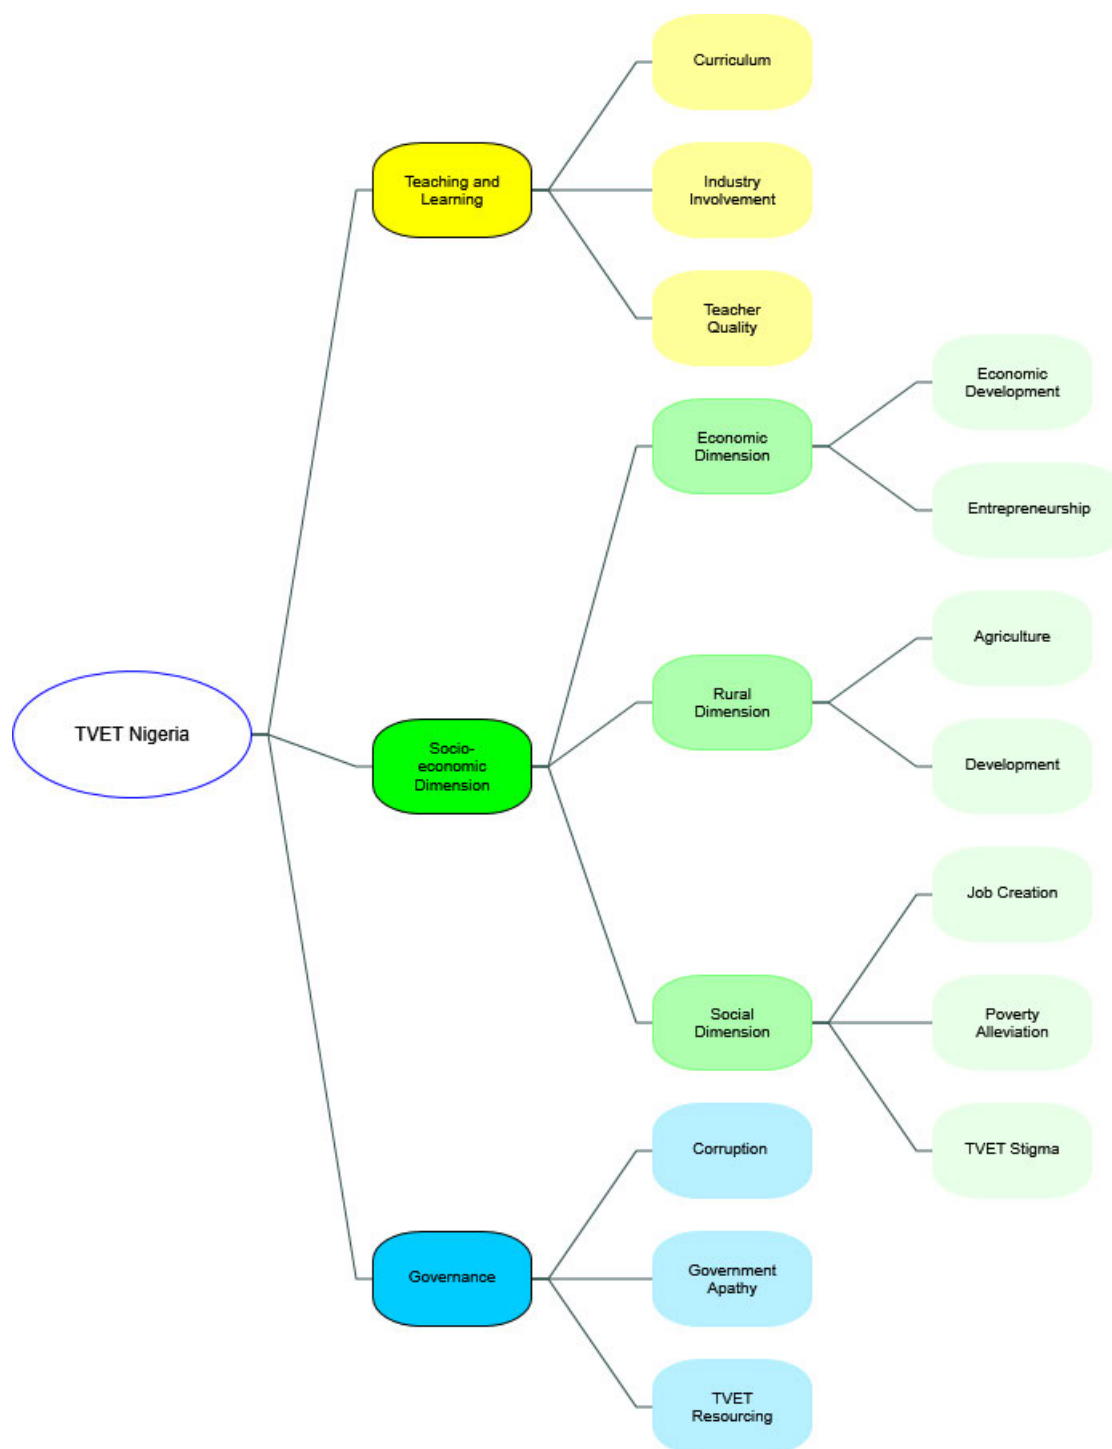 Curriculum
Teaching and
Learning
Industry
Involvement
Teacher
Quality
Economic
Development
Economic
Dimension
Entrepreneurship
Agriculture
Rural
Dimension
TVET Nigeria
Socio-
economic
Dimension
Development
Job Creation
Social
Dimension
Poverty
Alleviation
Corruption
TVET Stigma
Governance
Government
Apathy
TVET
Resourcing